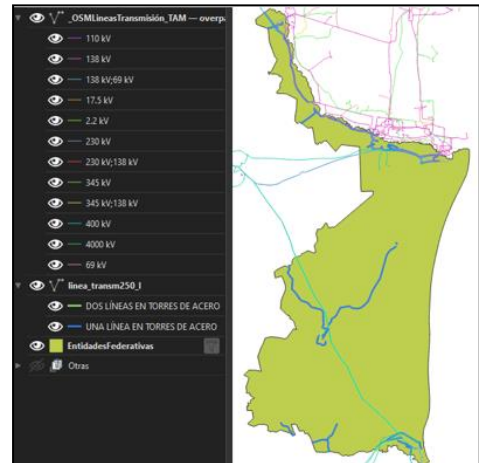 _OSMLineasTransmisión_TAM — overpa
110 kV
138 kV
138 kV;69 kV
17.5 kV
2.2 kV
230 kV
230 kV;138 kV
345 kV
345 kV;138 kV
400 kV
4000 kV
69 kV
linea_transm250_l
DOS LÍNEAS EN TORRES DE ACERO
UNA LÍNEA EN TORRES DE ACERO
EntidadesFederativas
Otras